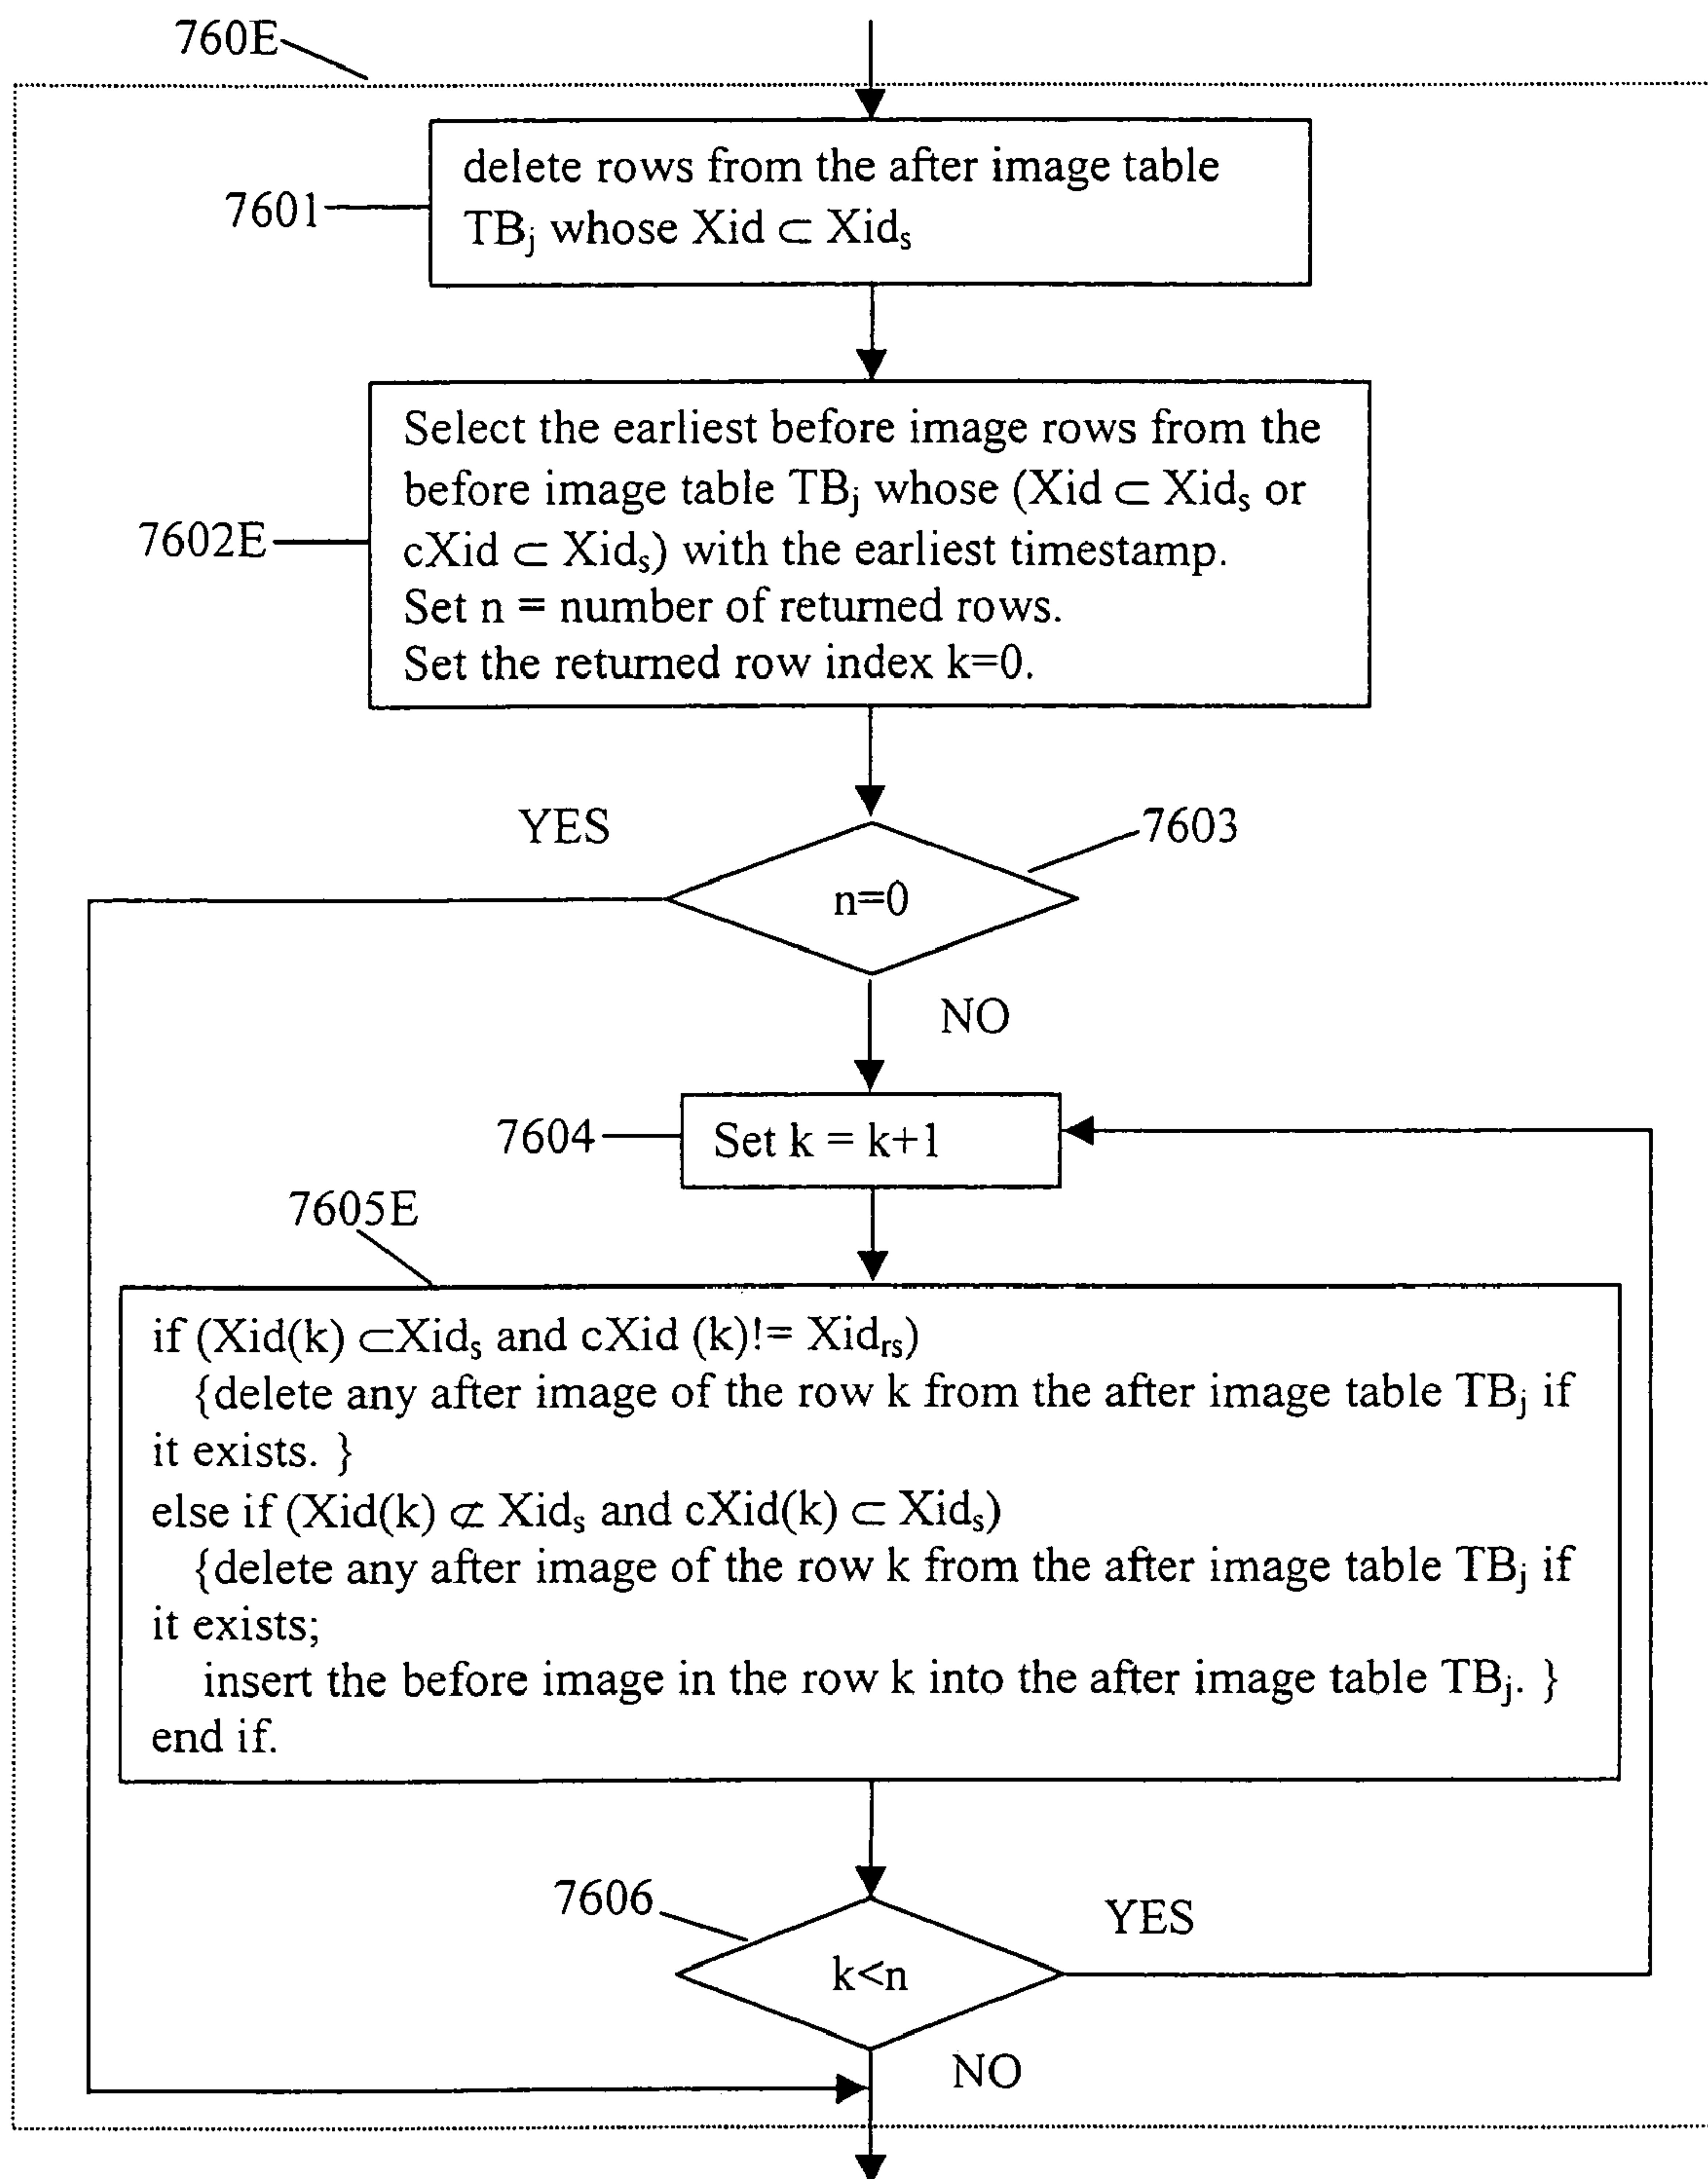 760E
7601
delete rows from the after image table
TBj whose Xid ⊂ Xids
7602E
Select the earliest before image rows from the
before image table TBj whose (Xid ⊂ Xids or
cXid ⊂ Xids) with the earliest timestamp.
Set n = number of returned rows.
Set the returned row index k=0.
YES
7603
n=0
NO
7604
Set k = k+1
7605E
if (Xid(k) ⊂Xids and cXid (k)!= Xidrs)
{delete any after image of the row k from the after image table TBj if
it exists. }
else if (Xid(k) ⊄ Xids and cXid(k) ⊂ Xids)
{delete any after image of the row k from the after image table TBj if
it exists;
insert the before image in the row k into the after image table TBj. }
end if.
7606
YES
k<n
NO